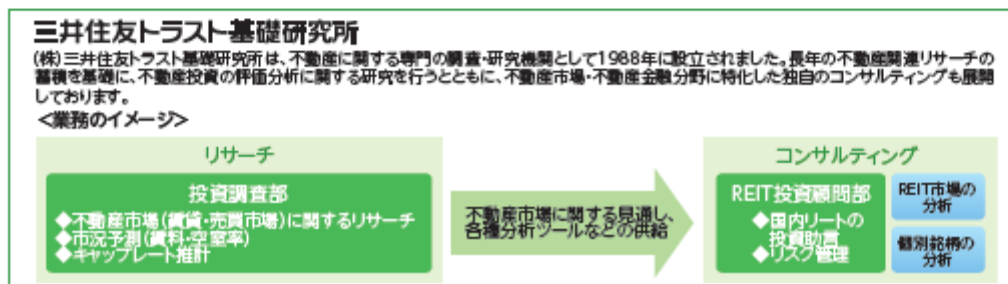 三井住友トラスト基礎研究所
(株)三井住友トラスト基礎研究所は、不動産に関する専門の調査・研究機関として1988年に設立されました。長年の不動産関連リサーチの
蓄積を基礎に、不動産投資の評価分析に関する研究を行うとともに、不動産市場・不動産金融分野に特化した独自のコンサルティングも展開
しております。
<業務のイメージ>
リサーチ
投資調査部
◆不動産市場(賃貸・売買市場)に関するリサーチ
◆市況予測(賃料・空室率)
◆キャップレート推計
不動産市場に関する見通し、
各種分析ツールなどの供給
コンサルティング
REIT投資顧問部
◆国内リートの
投資助言
◆リスク管理
REIT市場の
分析
個別銘柄の
分析